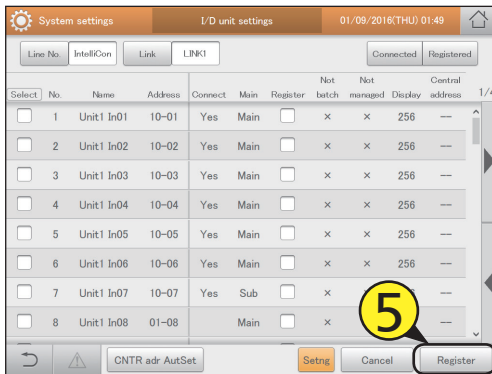 System settings I/D unit settings 01/09/2016(THU) 01:49
Line No. IntelliCon Link LINK1 Connected Registered
Not Not Central
Select No. Name Address Connect Main Register batch managed Display address 1/4
1 Unit1 In01 10-01 Yes Main × × 256 --
2 Unit1 In02 10-02 Yes Main × × 256 --
3 Unit1 In03 10-03 Yes Main × × 256 --
4 Unit1 In04 10-04 Yes Main × × 256 --
5 Unit1 In05 10-05 Yes Main × × 256 --
6 Unit1 In06 10-06 Yes Main × × 256 --
7 Unit1 In07 10-07 Yes Sub × --
8 Unit1 In08 01-08 Main × --
5
CNTR adr AutSet Setng Cancel Register